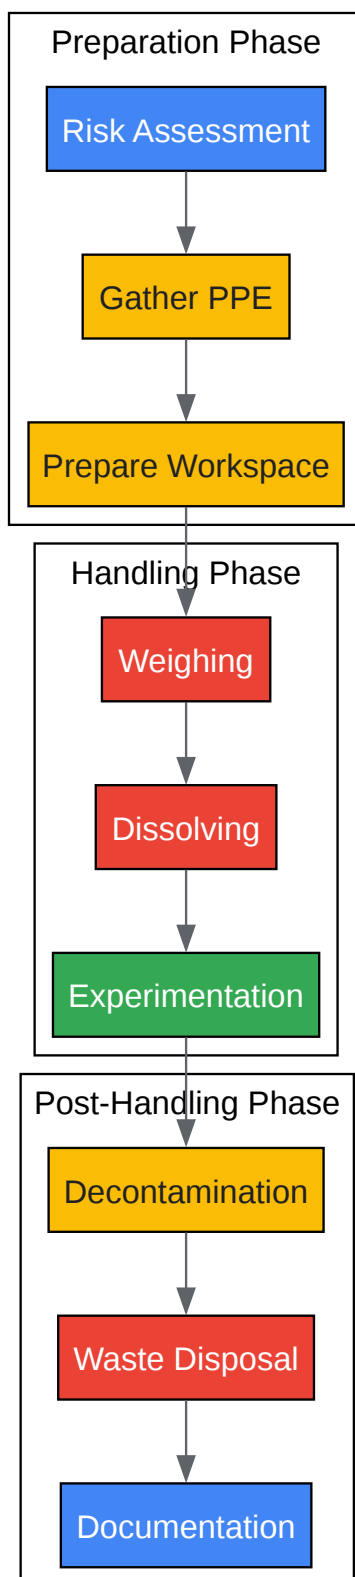 Preparation Phase
Risk Assessment
Gather PPE
Prepare Workspace
Handling Phase
Weighing
Dissolving
Experimentation
Post-Handling Phase
Decontamination
Waste Disposal
Documentation